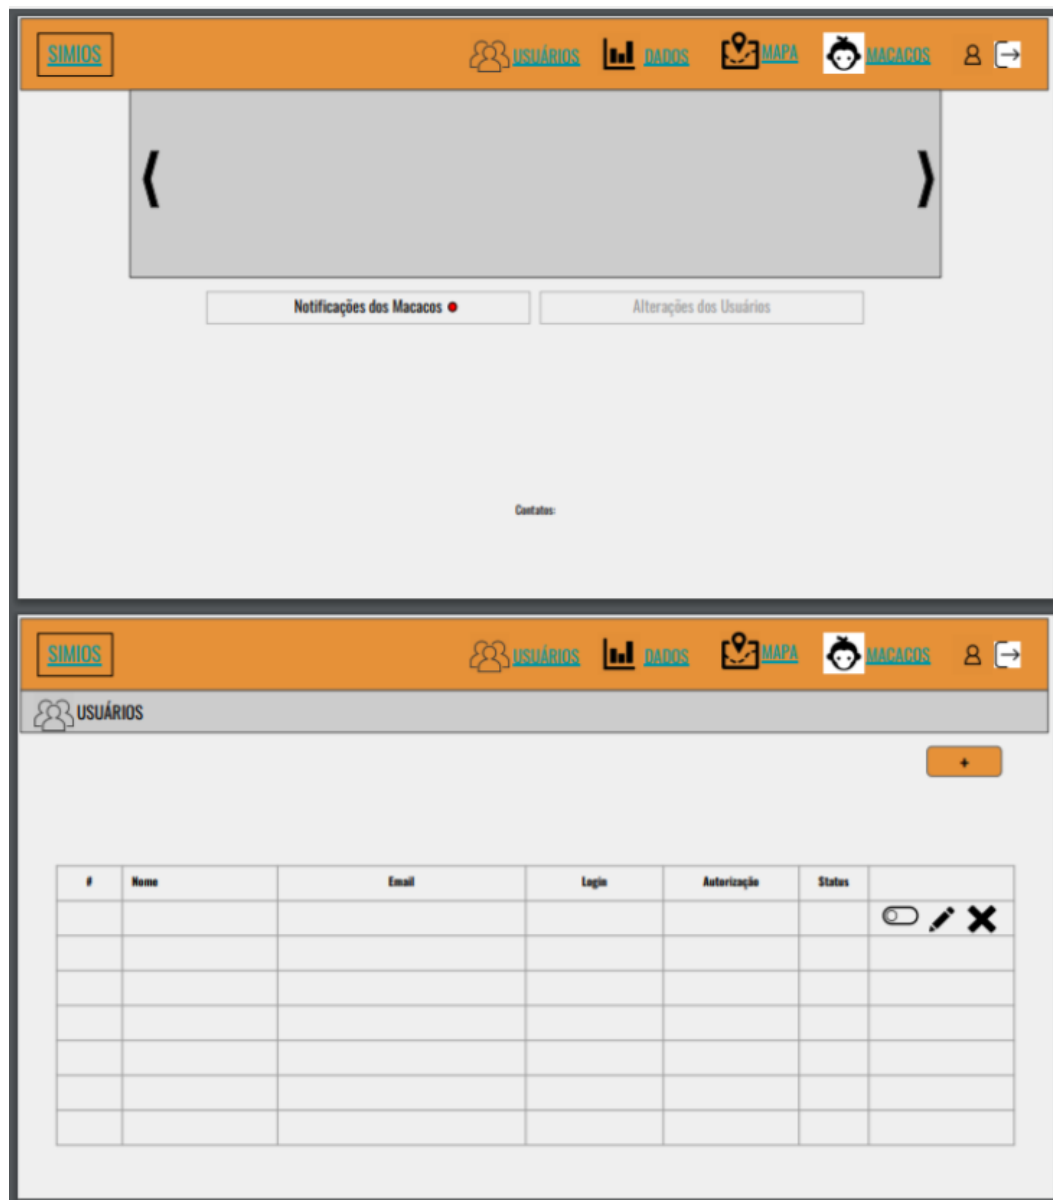 SIMIOS USUÁRIOS DADOS MAPA MACACOS
Notificações dos Macacos Alterações dos Usuários
Contatos:
SIMIOS USUÁRIOS DADOS MAPA MACACOS
USUÁRIOS
+
# Nome Email Login Autorização Status